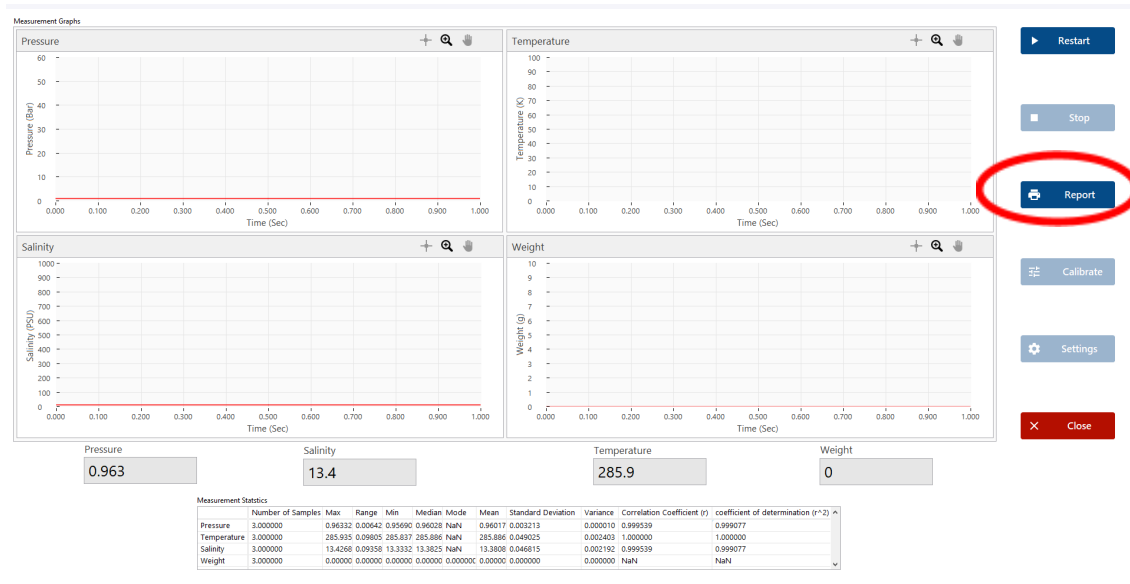 Measurement Graphs
Pressure
Pressure (Bar)
60
50
40
30
20
10
0
0.000 0.100 0.200 0.300 0.400 0.500 0.600 0.700 0.800 0.900 1.000
Time (Sec)
Temperature
Temperature (K)
100
90
80
70
60
50
40
30
20
10
0
0.000 0.100 0.200 0.300 0.400 0.500 0.600 0.700 0.800 0.900 1.000
Time (Sec)
Salinity
Salinity (PSU)
1000
900
800
700
600
500
400
300
200
100
0
0.000 0.100 0.200 0.300 0.400 0.500 0.600 0.700 0.800 0.900 1.000
Time (Sec)
Weight
Weight (g)
10
9
8
7
6
5
4
3
2
1
0
0.000 0.100 0.200 0.300 0.400 0.500 0.600 0.700 0.800 0.900 1.000
Time (Sec)
Restart
Stop
Report
Calibrate
Settings
Close
Pressure Salinity Temperature Weight
0.963 13.4 285.9 0
Measurement Statstics
Number of Samples Max Range Min Median Mode Mean Standard Deviation Variance Correlation Coefficient (r) coefficient of determination (r^2)
Pressure 3.000000 0.96332 0.00642 0.95690 0.96028 NaN 0.96017 0.003213 0.000010 0.999539 0.999077
Temperature 3.000000 285.935 0.09805 285.837 285.886 NaN 285.886 0.049025 0.002403 1.000000 1.000000
Salinity 3.000000 13.4268 0.09358 13.3332 13.3825 NaN 13.3808 0.046815 0.002192 0.999539 0.999077
Weight 3.000000 0.00000 0.00000 0.00000 0.00000 0.00000 0.00000 0.000000 0.000000 NaN NaN